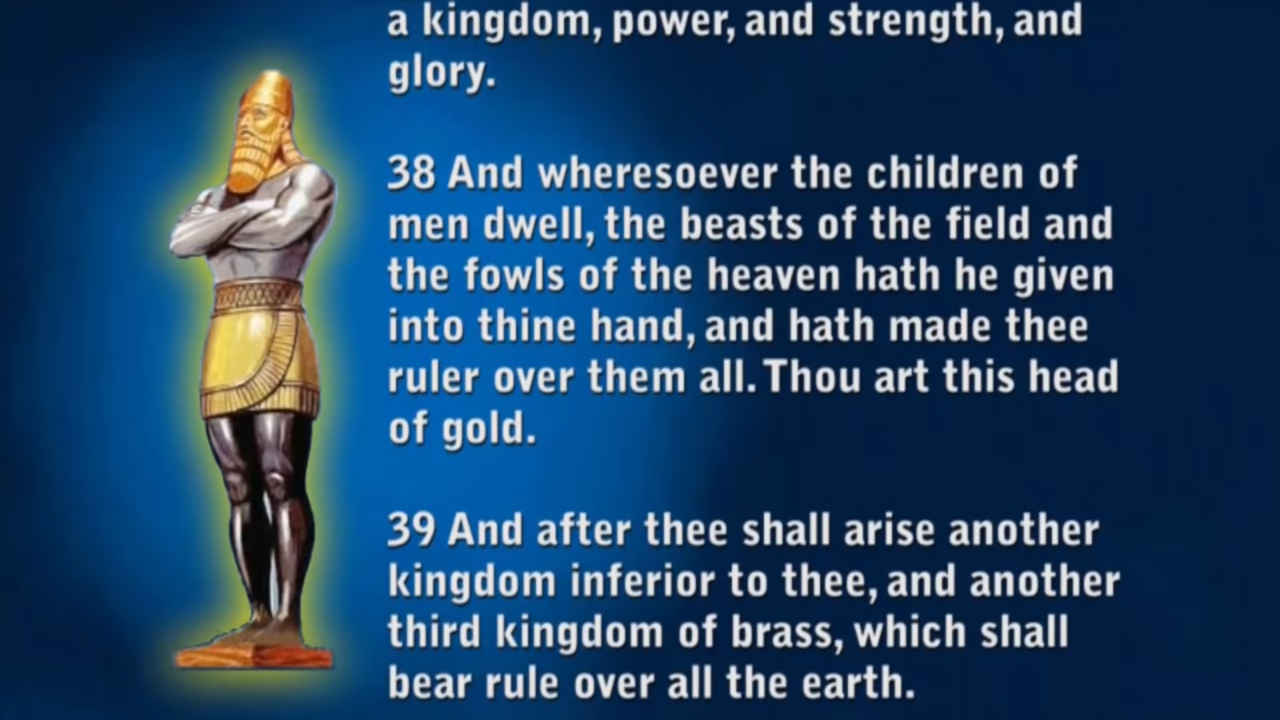 a kingdom, power, and strength, and
glory.
38 And wheresoever the children of
men dwell, the beasts of the field and
the fowls of the heaven hath he given
into thine hand, and hath made thee
ruler over them all. Thou art this head
of gold.
39 And after thee shall arise another
kingdom inferior to thee, and another
third kingdom of brass, which shall
bear rule over all the earth.